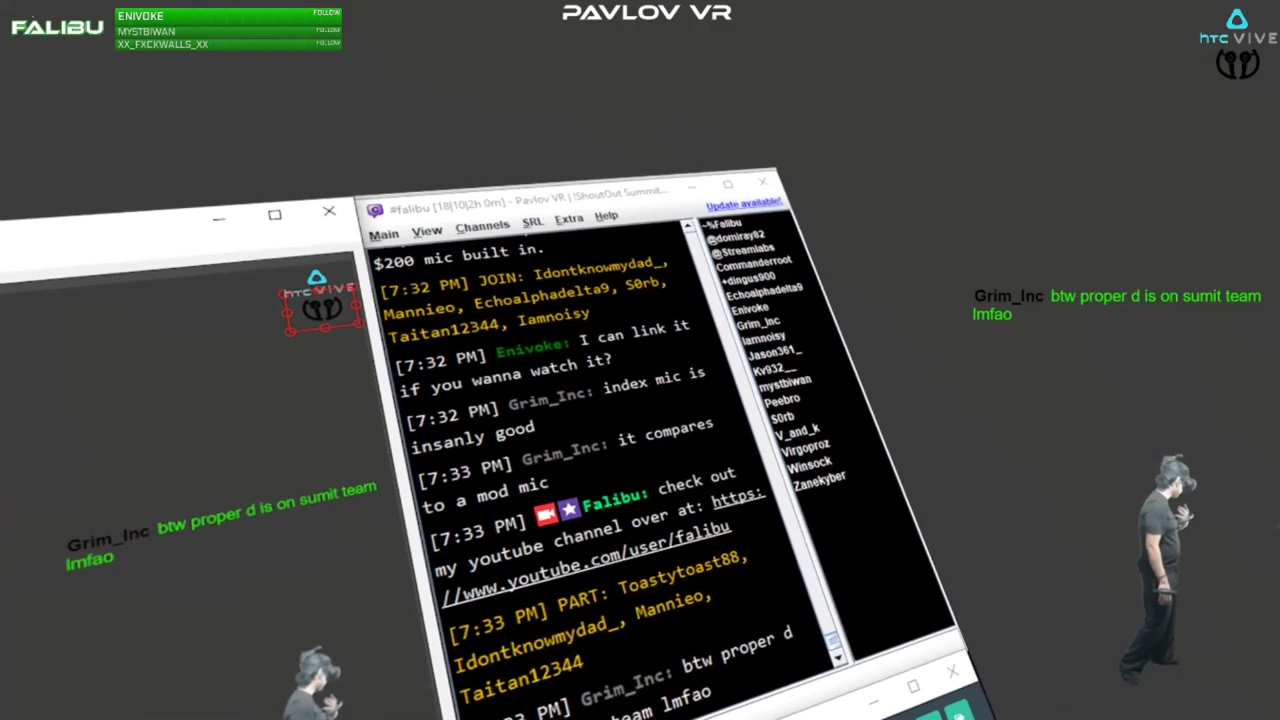 FALIBU
ENIVOKE FOLLOW
MYSTBIWAN FOLLOW
XX_FXCKWALLS_XX FOLLOW
PAVLOV VR
htc VIVE
#falibu [18|10|2h 0m] - Pavlov VR | !ShoutOut Summit...
Main View Channels SRL Extra Help
Update available!
$200 mic built in.
[7:32 PM] JOIN: Idontknowmydad_,
Mannieo, Echoalphadelta9, S0rb,
Taitan12344, Iamnoisy
[7:32 PM] Enivoke: I can link it
if you wanna watch it?
[7:32 PM] Grim_Inc: index mic is
insanly good
[7:33 PM] Grim_Inc: it compares
to a mod mic
[7:33 PM] Falibu: check out
my youtube channel over at: https:
//www.youtube.com/user/falibu
[7:33 PM] PART: Toastytoast88,
Idontknowmydad_, Mannieo,
Taitan12344
Grim_Inc: btw proper d
team lmfao
~%Falibu
@domiray82
@Streamlabs
Commanderroot
+dingus900
Echoalphadelta9
Enivoke
Grim_Inc
Iamnoisy
Jason361_
Kv932__
mystbiwan
Peebro
S0rb
V_and_k
Virgoproz
Winsock
Zanekyber
htc VIVE
Grim_Inc btw proper d is on sumit team
lmfao
Grim_Inc btw proper d is on sumit team
lmfao